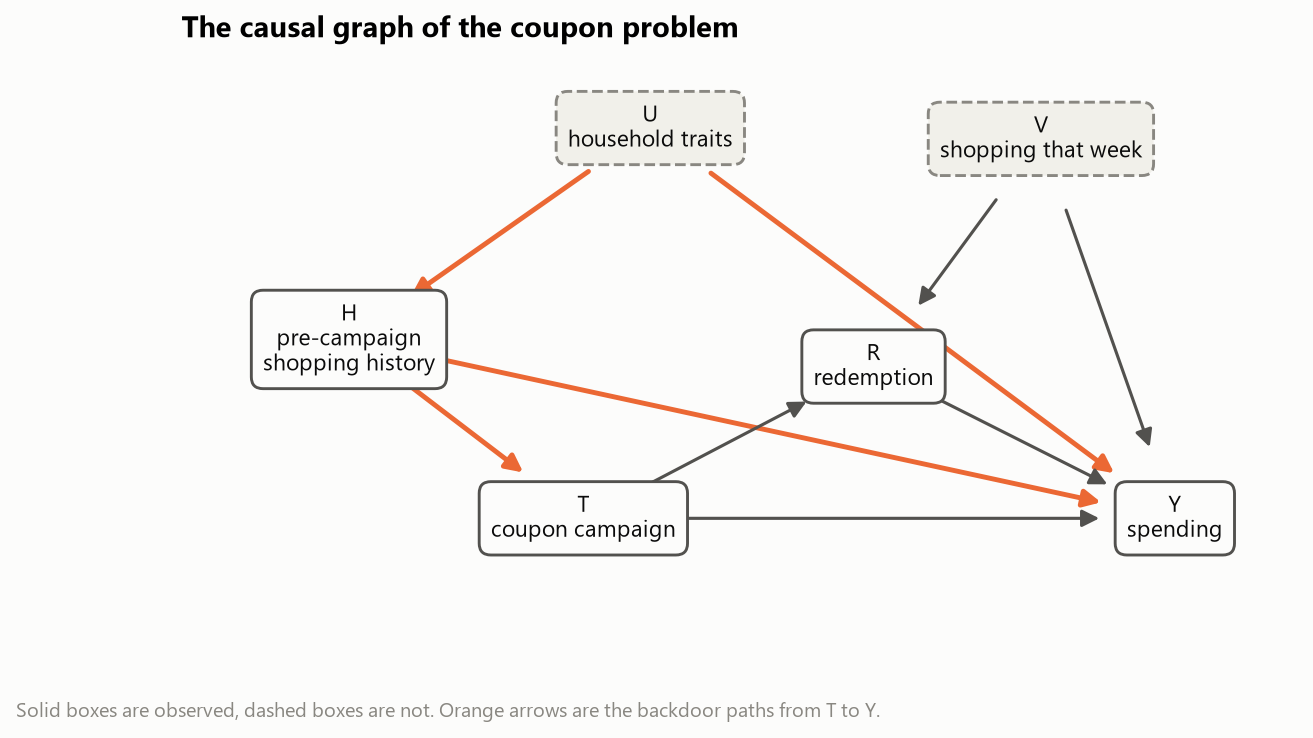 The causal graph of the coupon problem
U
household traits
V
shopping that week
H
pre-campaign
shopping history
R
redemption
T
coupon campaign
Y
spending
Solid boxes are observed, dashed boxes are not. Orange arrows are the backdoor paths from T to Y.